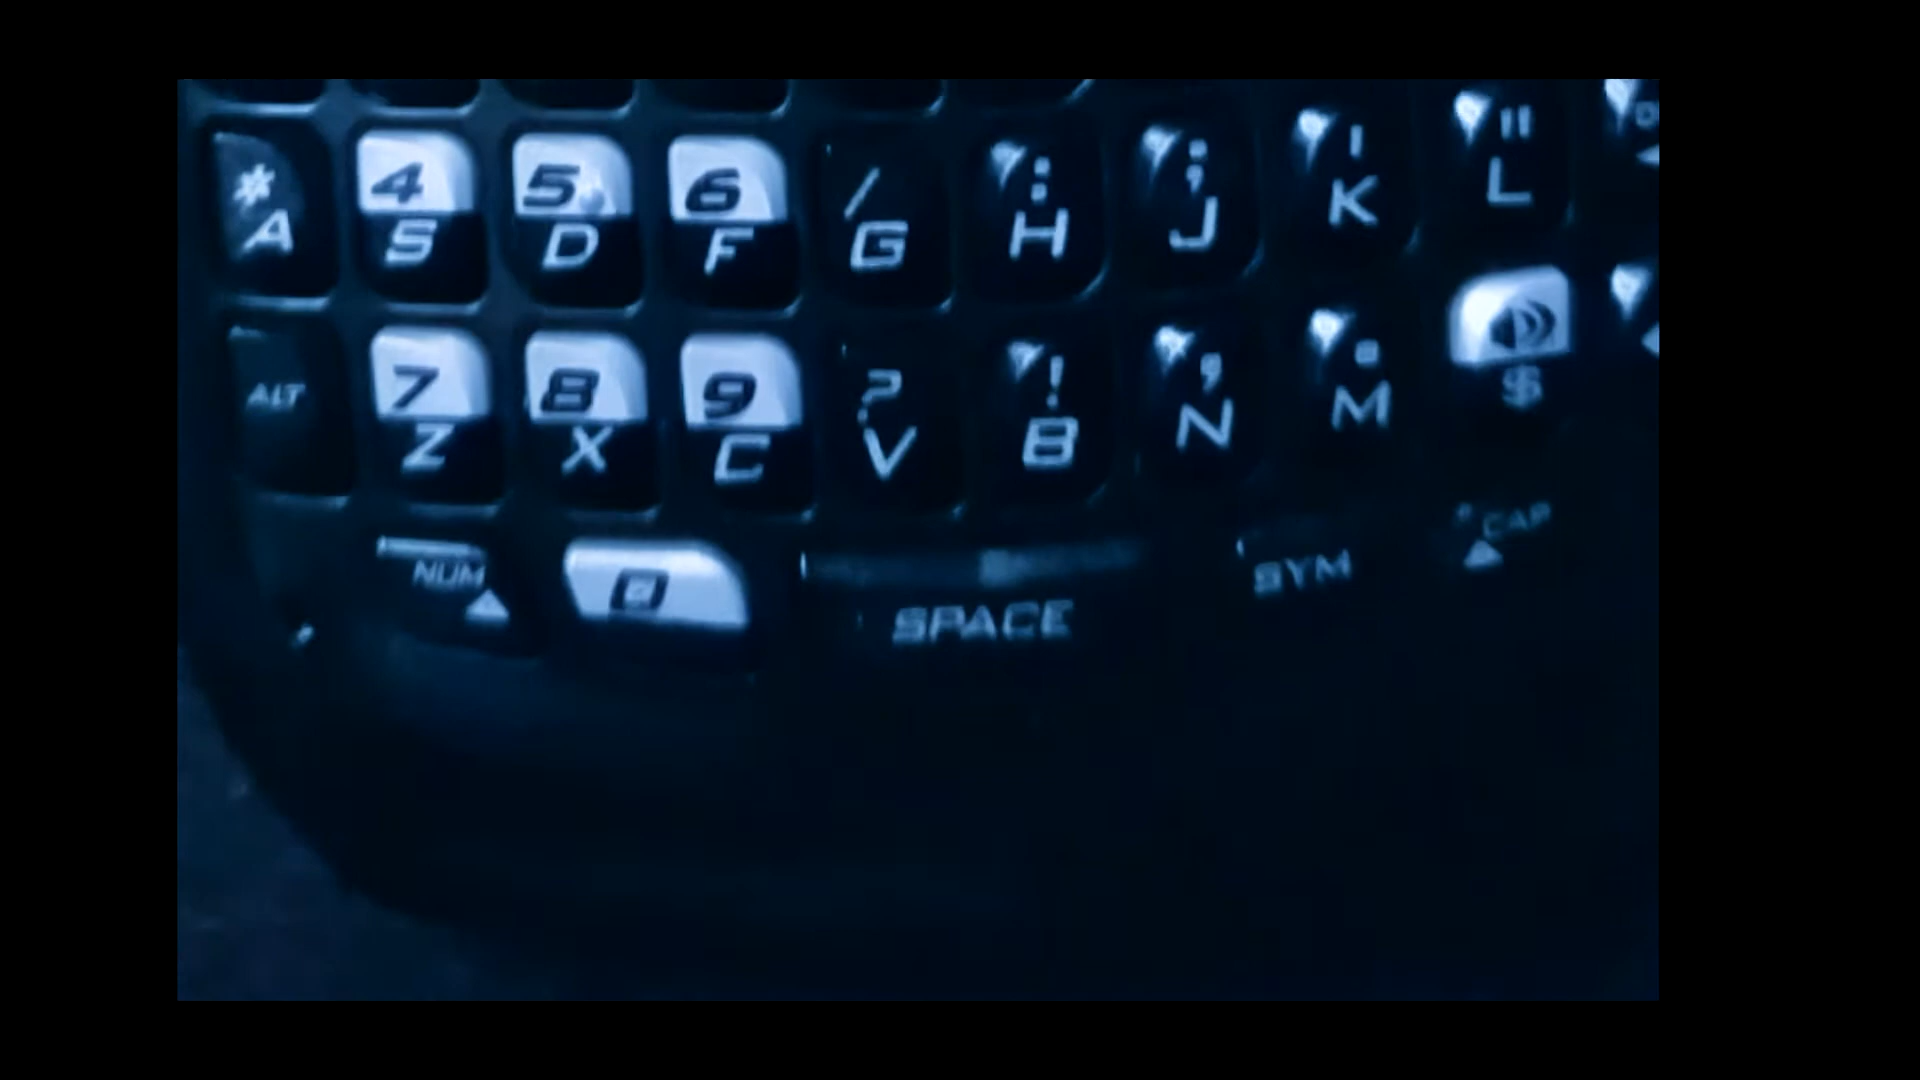 * 4 5 6 / : ; ' "
A S D F G H J K L
7 8 9 ? ! , .
ALT Z X C V B N M $
NUM 0 SPACE SYM CAP